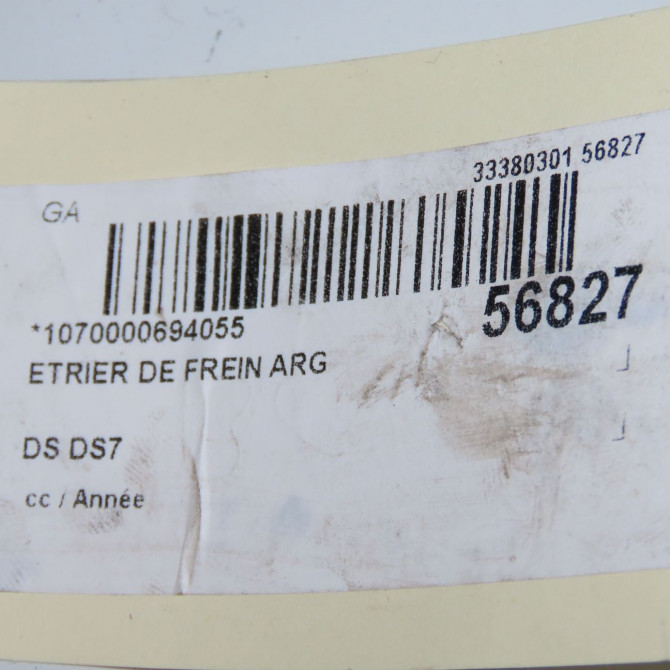 33380301 56827
GA
*1070000694055
56827
ETRIER DE FREIN ARG
DS DS7
cc / Année